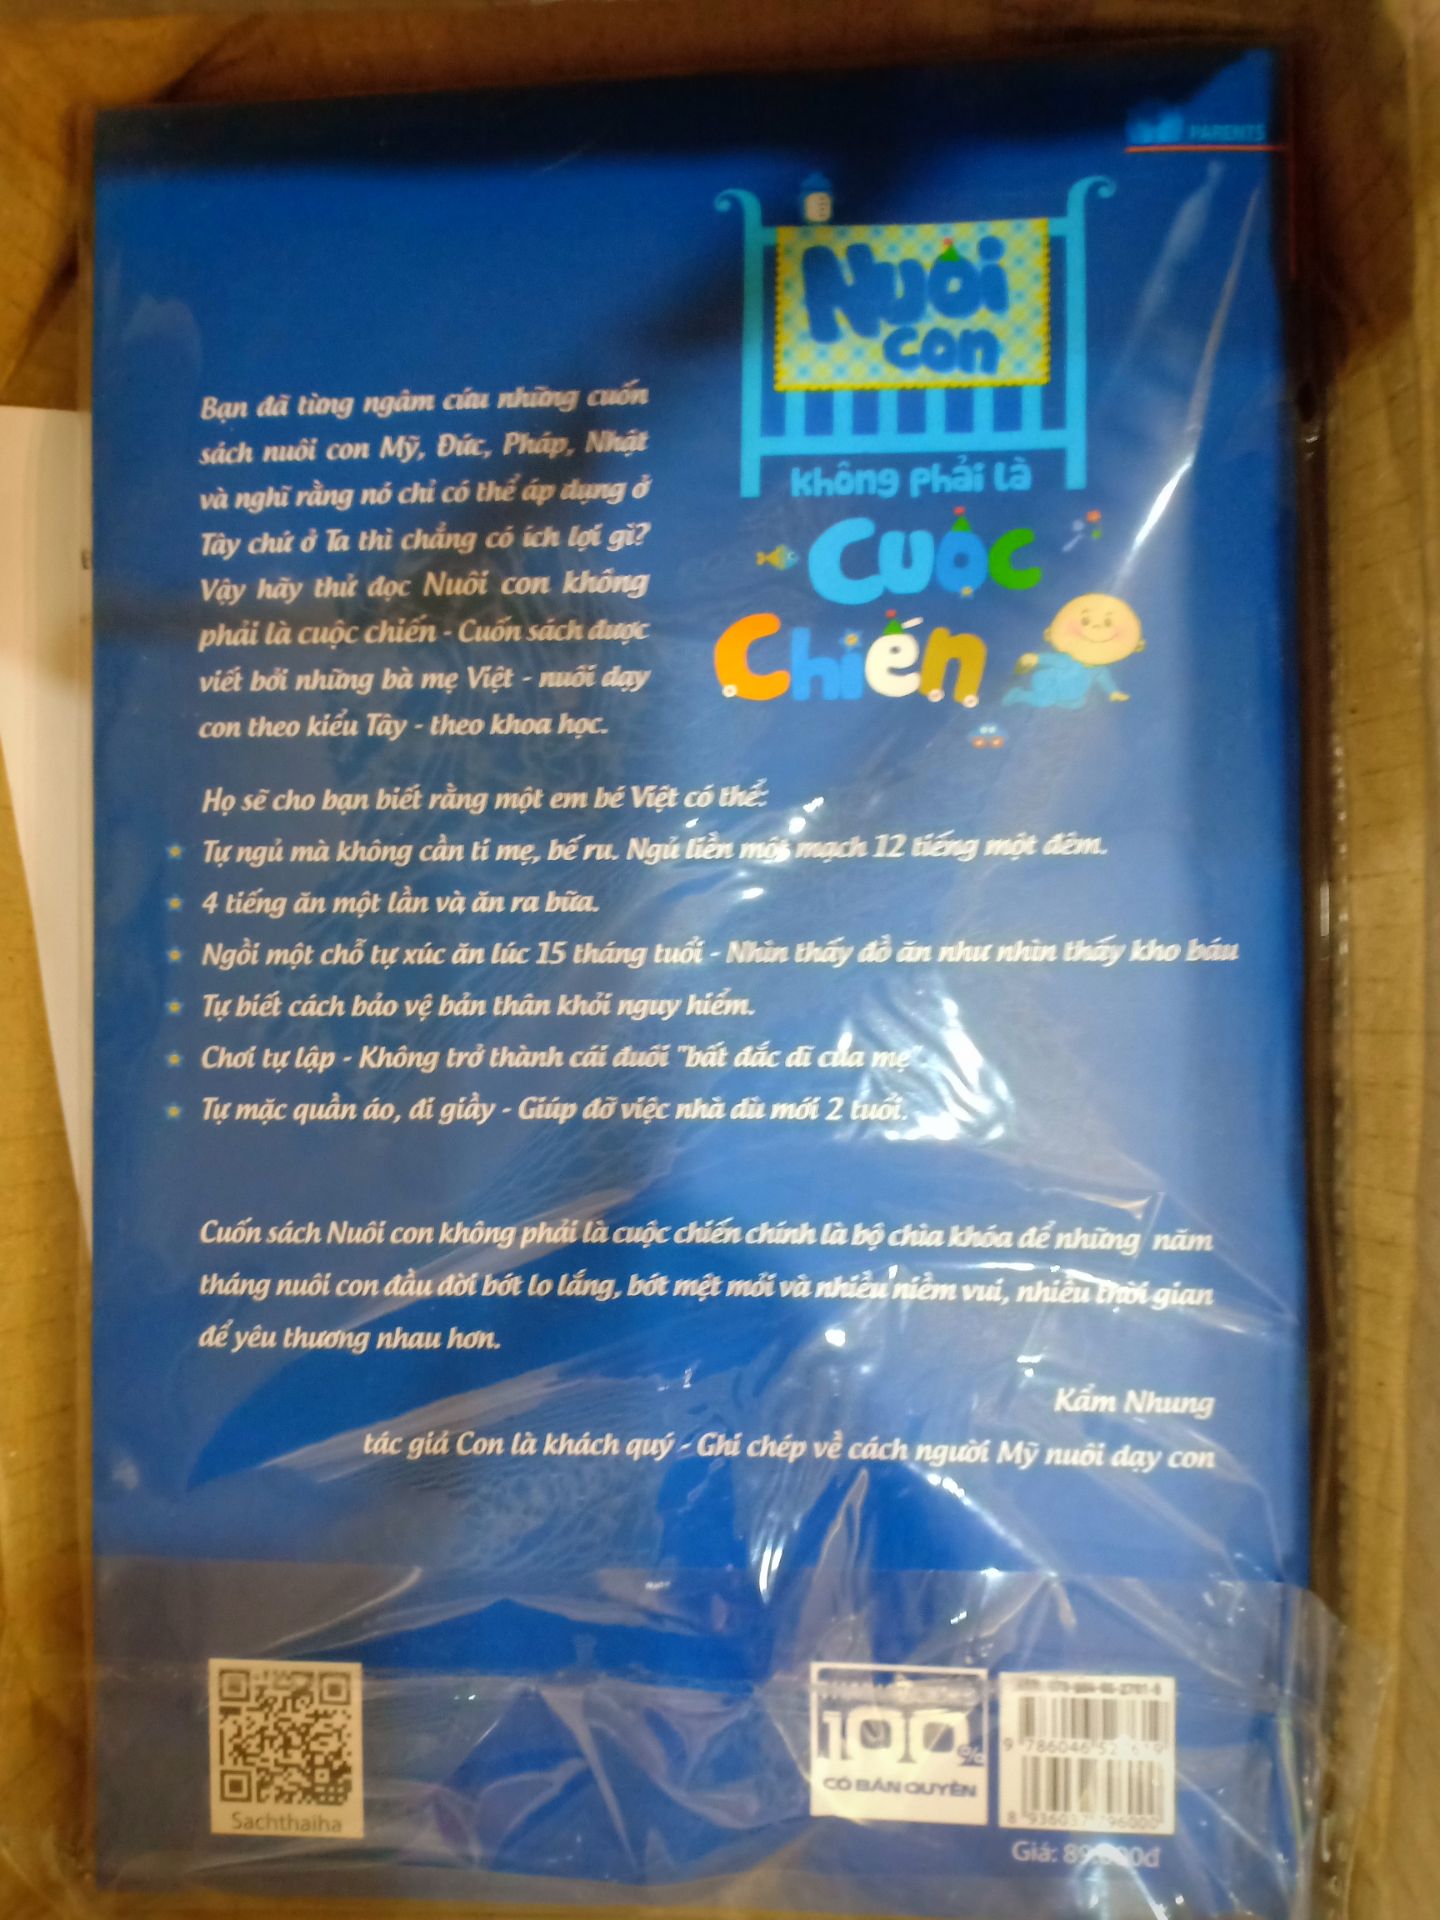 PARENTS
Nuôi
con
không phải là
Cuộc
Chiến
Bạn đã từng ngâm cứu những cuốn
sách nuôi con Mỹ, Đức, Pháp, Nhật
và nghĩ rằng nó chỉ có thể áp dụng ở
Tây chứ ở Ta thì chẳng có ích lợi gì?
Vậy hãy thử đọc Nuôi con không
phải là cuộc chiến - Cuốn sách được
viết bởi những bà mẹ Việt - nuôi dạy
con theo kiểu Tây - theo khoa học.
Họ sẽ cho bạn biết rằng một em bé Việt có thể:
Tự ngủ mà không cần ti mẹ, bế ru. Ngủ liền một mạch 12 tiếng một đêm.
4 tiếng ăn một lần và ăn ra bữa.
Ngồi một chỗ tự xúc ăn lúc 15 tháng tuổi - Nhìn thấy đồ ăn như nhìn thấy kho báu
Tự biết cách bảo vệ bản thân khỏi nguy hiểm.
Chơi tự lập - Không trở thành cái đuôi "bất đắc dĩ của mẹ".
Tự mặc quần áo, đi giầy - Giúp đỡ việc nhà dù mới 2 tuổi.
Cuốn sách Nuôi con không phải là cuộc chiến chính là bộ chìa khóa để những năm
tháng nuôi con đầu đời bớt lo lắng, bớt mệt mỏi và nhiều niềm vui, nhiều thời gian
để yêu thương nhau hơn.
Kẩm Nhung
tác giả Con là khách quý - Ghi chép về cách người Mỹ nuôi dạy con
Sachthaiha
100%
CÓ BẢN QUYỀN
8 936037 796000
Giá: